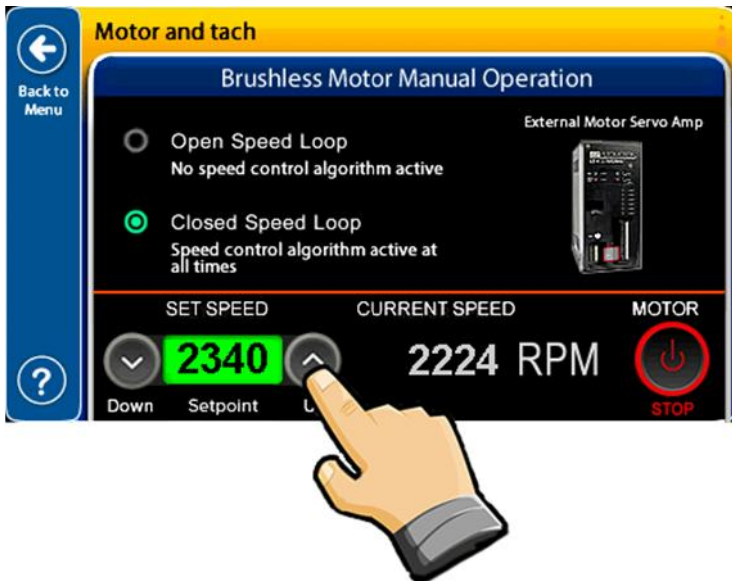 Motor and tach
Back to
Menu
Brushless Motor Manual Operation
External Motor Servo Amp
Open Speed Loop
No speed control algorithm active
Closed Speed Loop
Speed control algorithm active at
all times
SET SPEED
CURRENT SPEED
MOTOR
2340
2224 RPM
?
Down
Setpoint
STOP